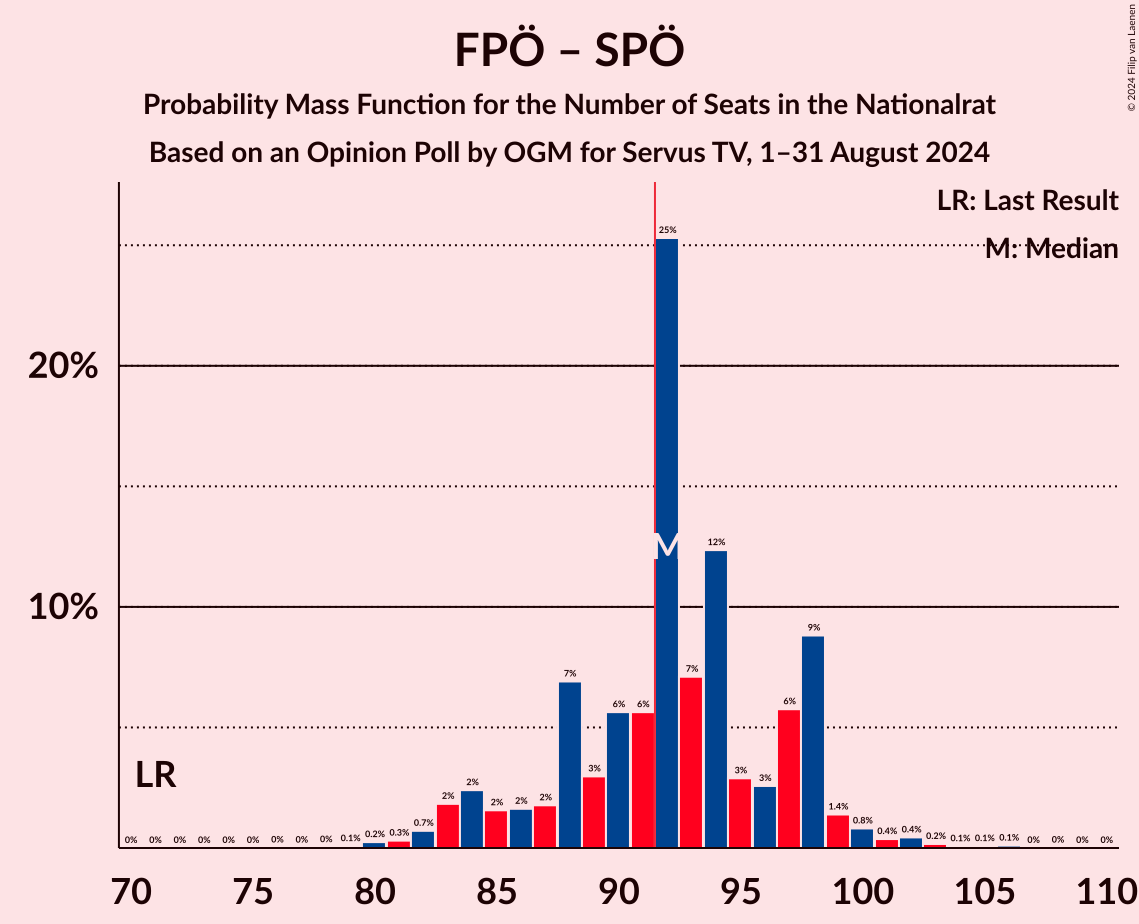 FPÖ – SPÖ
Probability Mass Function for the Number of Seats in the Nationalrat
Based on an Opinion Poll by OGM for Servus TV, 1–31 August 2024
© 2024 Filip van Laenen
LR: Last Result
M: Median
20%
10%
LR
M
0% 0% 0% 0% 0% 0% 0% 0% 0% 0.1% 0.2% 0.3% 0.7% 2% 2% 2% 2% 2% 7% 3% 6% 6% 25% 7% 12% 3% 3% 6% 9% 1.4% 0.8% 0.4% 0.4% 0.2% 0.1% 0.1% 0.1% 0% 0% 0% 0%
70 75 80 85 90 95 100 105 110